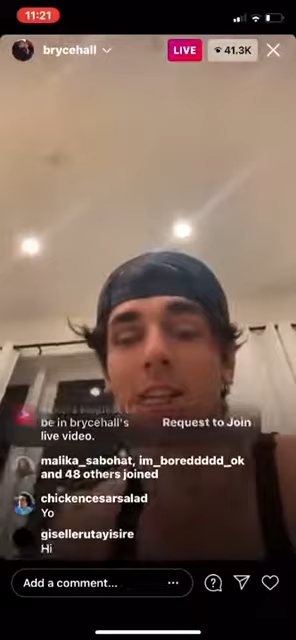 11:21
brycehall
LIVE
41.3K
be in brycehall's
live video.
Request to Join
malika_sabohat, im_boreddddd_ok
and 48 others joined
chickencesarsalad
Yo
gisellerutayisire
Hi
Add a comment...